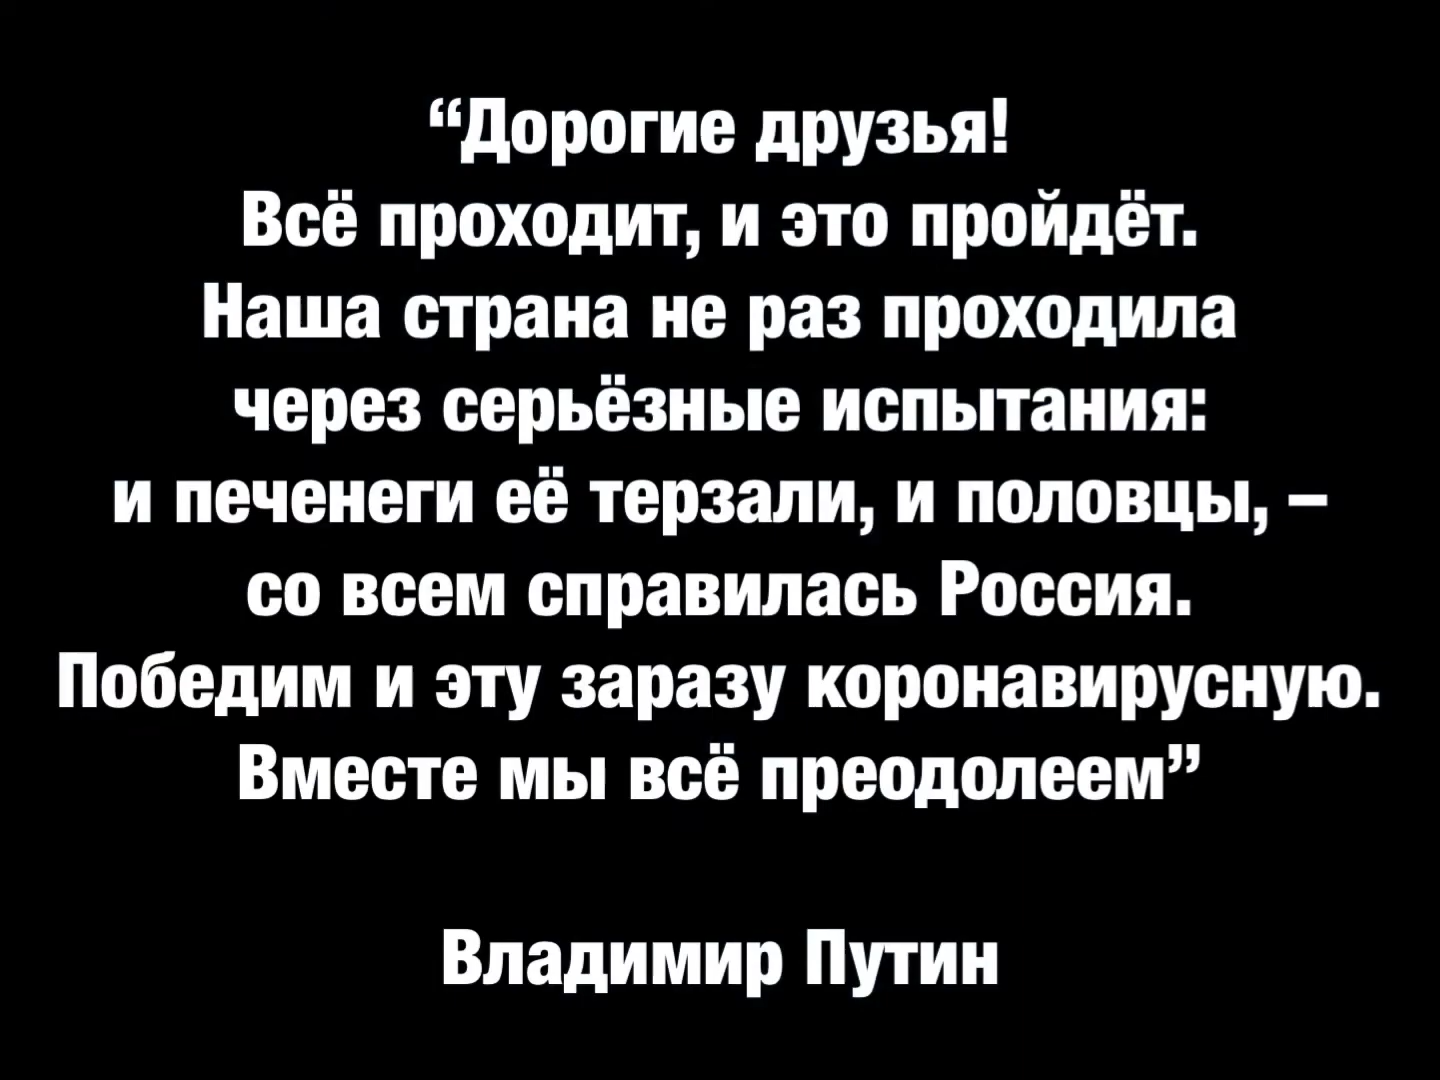 “Дорогие друзья!
Всё проходит, и это пройдёт.
Наша страна не раз проходила
через серьёзные испытания:
и печенеги её терзали, и половцы, –
со всем справилась Россия.
Победим и эту заразу коронавирусную.
Вместе мы всё преодолеем”
Владимир Путин